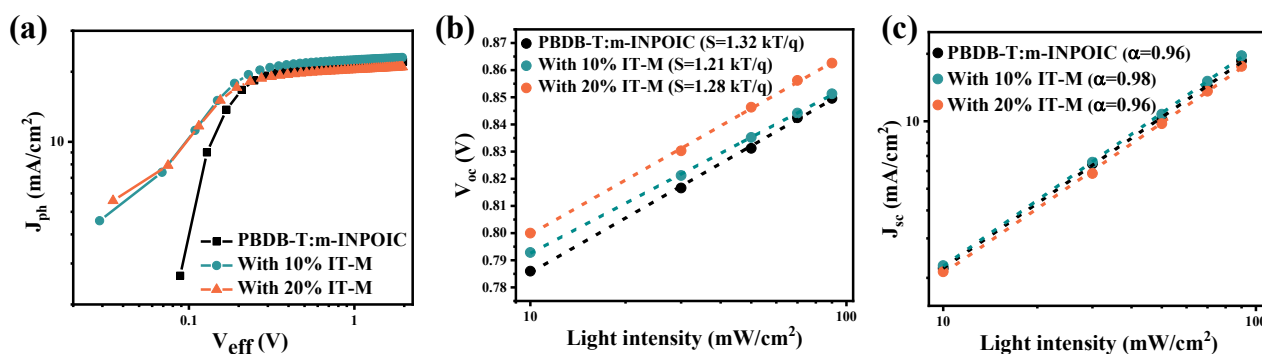 (a)
J_ph (mA/cm²)
10
PBDB-T:m-INPOIC
With 10% IT-M
With 20% IT-M
0.1 1
V_eff (V)
(b)
V_oc (V)
0.87
0.86
0.85
0.84
0.83
0.82
0.81
0.80
0.79
0.78
PBDB-T:m-INPOIC (S=1.32 kT/q)
With 10% IT-M (S=1.21 kT/q)
With 20% IT-M (S=1.28 kT/q)
10 100
Light intensity (mW/cm²)
(c)
J_sc (mA/cm²)
10
PBDB-T:m-INPOIC (α=0.96)
With 10% IT-M (α=0.98)
With 20% IT-M (α=0.96)
10 100
Light intensity (mW/cm²)